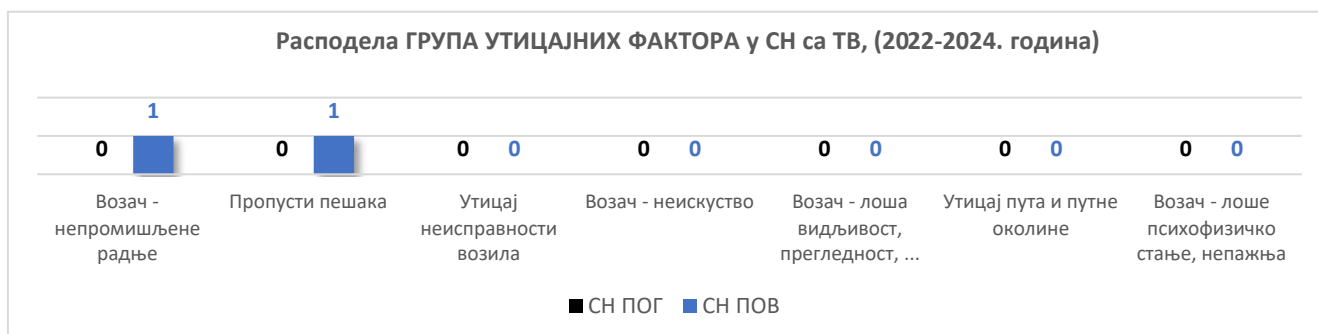 Расподела ГРУПА УТИЦАЈНИХ ФАКТОРА у СН са ТВ, (2022-2024. година)
1 1
0 0 0 0 0 0 0 0 0 0 0 0
Возач -
непромишљене
радње
Пропусти пешака
Утицај
неисправности
возила
Возач - неискуство
Возач - лоша
видљивост,
прегледност, ...
Утицај пута и путне
околине
Возач - лоше
психофизичко
стање, непажња
СН ПОГ СН ПОВ